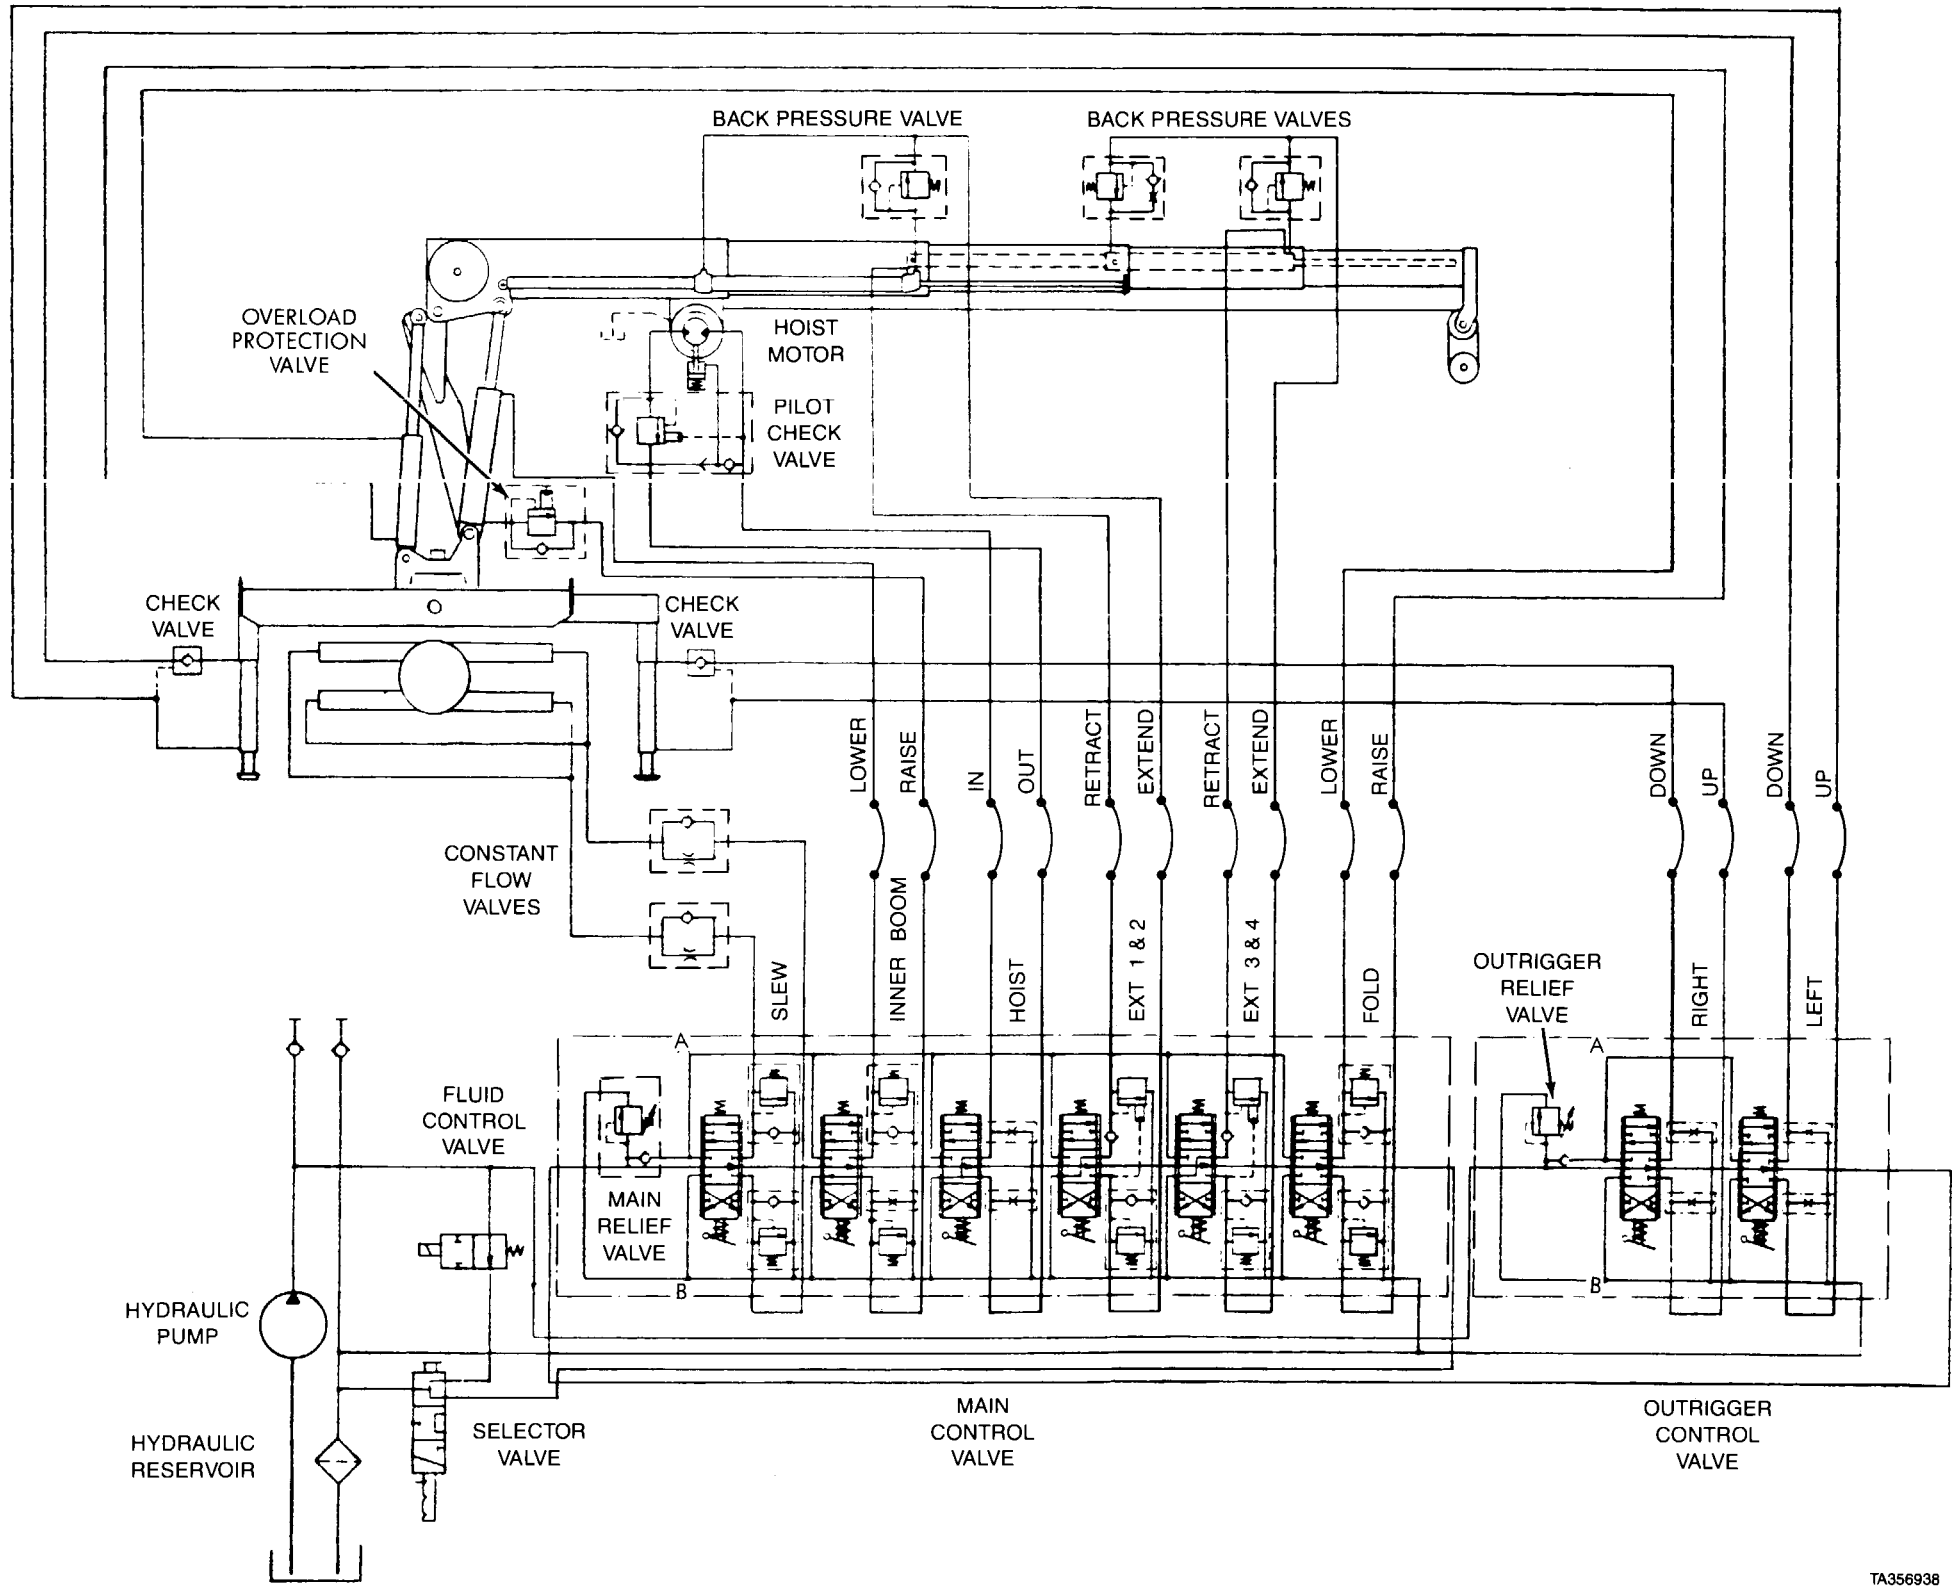 BACK PRESSURE VALVE
BACK PRESSURE VALVES
OVERLOAD
PROTECTION
VALVE
HOIST
MOTOR
PILOT
CHECK
VALVE
CHECK
VALVE
CHECK
VALVE
LOWER
RAISE
IN
OUT
RETRACT
EXTEND
RETRACT
EXTEND
LOWER
RAISE
DOWN
UP
DOWN
UP
CONSTANT
FLOW
VALVES
SLEW
INNER BOOM
HOIST
EXT 1 & 2
EXT 3 & 4
FOLD
OUTRIGGER
RELIEF
VALVE
RIGHT
LEFT
A
A
FLUID
CONTROL
VALVE
MAIN
RELIEF
VALVE
B
B
HYDRAULIC
PUMP
HYDRAULIC
RESERVOIR
SELECTOR
VALVE
MAIN
CONTROL
VALVE
OUTRIGGER
CONTROL
VALVE
TA356938